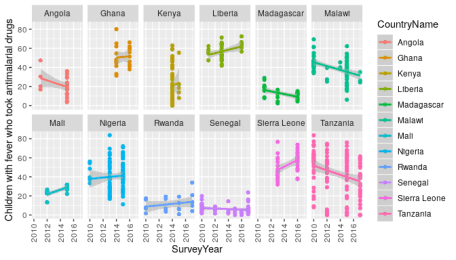 CountryName
Angola
Ghana
Kenya
Liberia
Madagascar
Malawi
80
60
40
20
0
Mali
Nigeria
Rwanda
Senegal
Sierra Leone
Tanzania
80
60
40
20
0
2010
2012
2014
2016
2010
2012
2014
2016
2010
2012
2014
2016
2010
2012
2014
2016
2010
2012
2014
2016
2010
2012
2014
2016
SurveyYear
Children with fever who took antimalarial drugs
Angola
Ghana
Kenya
Liberia
Madagascar
Malawi
Mali
Nigeria
Rwanda
Senegal
Sierra Leone
Tanzania